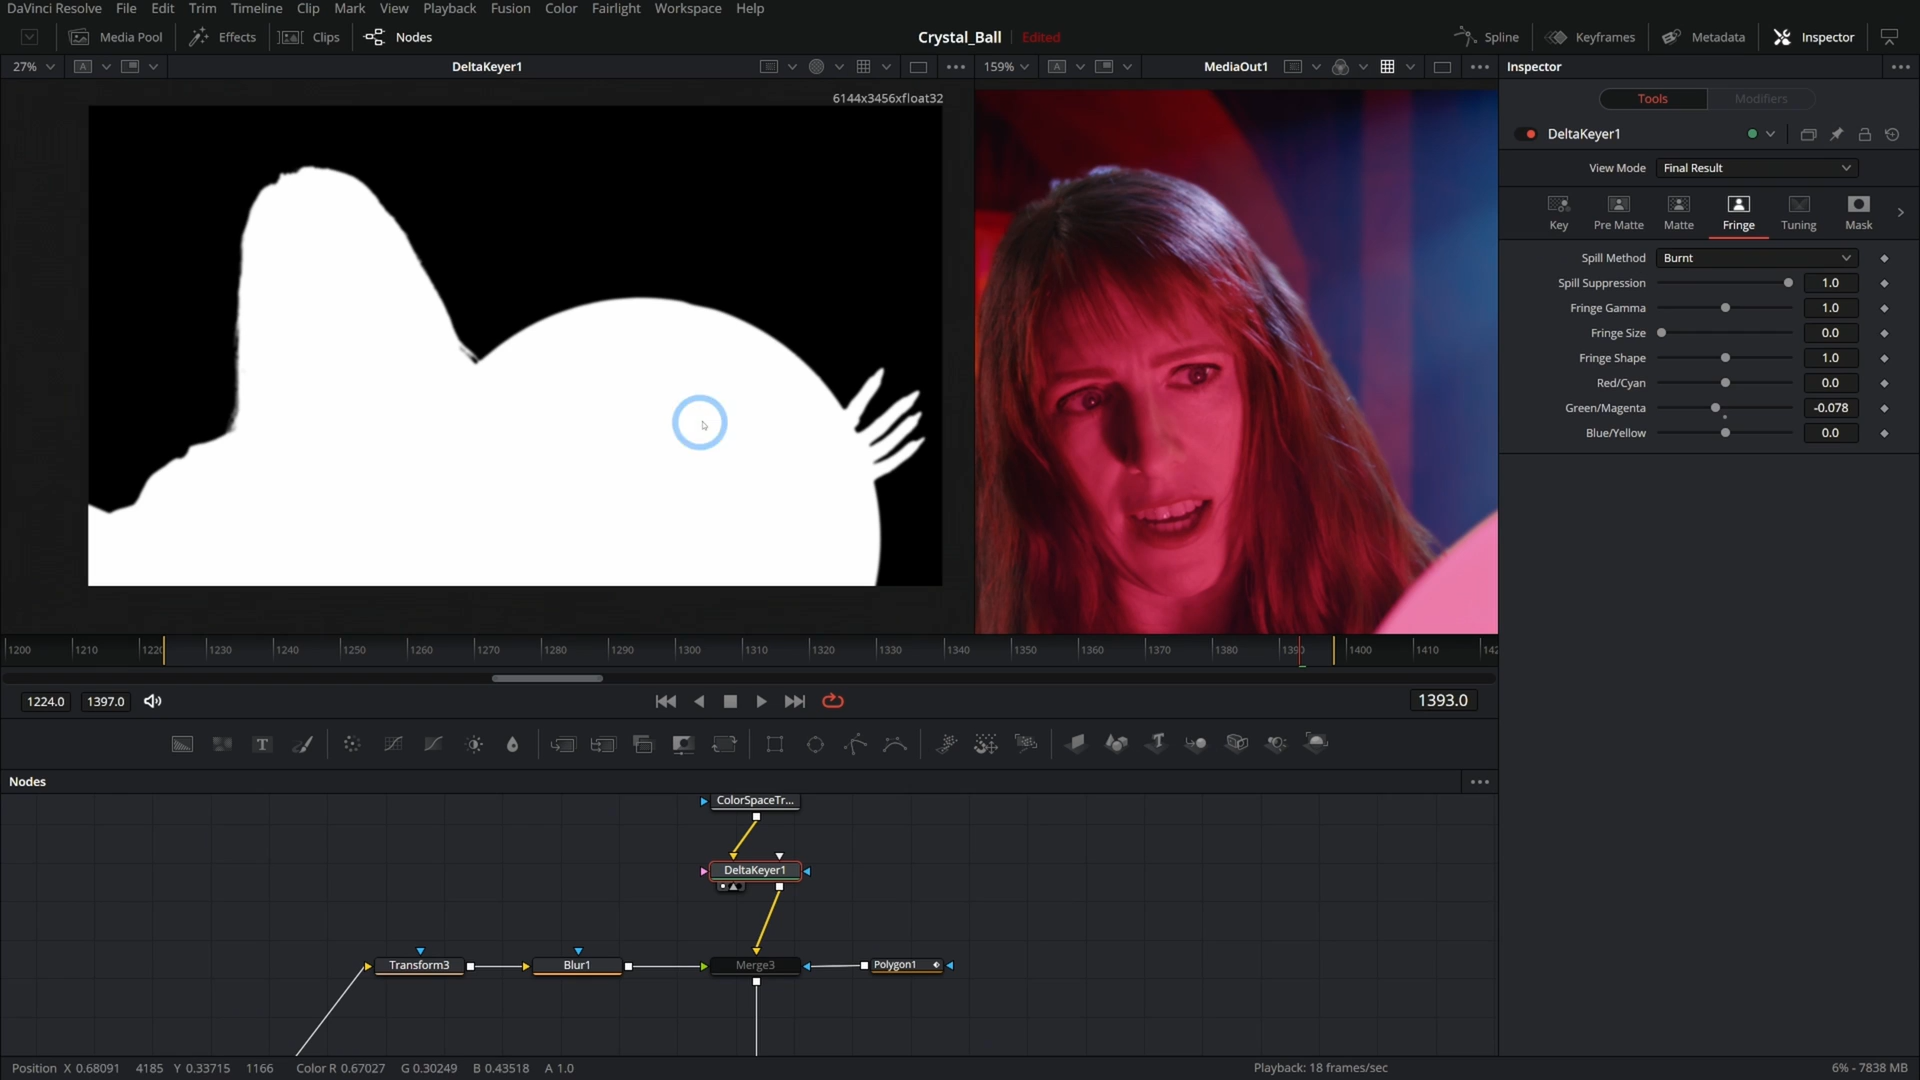 DaVinci Resolve File Edit Trim Timeline Clip Mark View Playback Fusion Color Fairlight Workspace Help
Media Pool Effects Clips Nodes Crystal_Ball Edited Spline Keyframes Metadata Inspector
27% A DeltaKeyer1 159% A MediaOut1 Inspector
6144x3456xfloat32
Tools Modifiers
DeltaKeyer1
View Mode Final Result
Key Pre Matte Matte Fringe Tuning Mask
Spill Method Burnt
Spill Suppression 1.0
Fringe Gamma 1.0
Fringe Size 0.0
Fringe Shape 1.0
Red/Cyan 0.0
Green/Magenta -0.078
Blue/Yellow 0.0
1200 1210 1220 1230 1240 1250 1260 1270 1280 1290 1300 1310 1320 1330 1340 1350 1360 1370 1380 1390 1400 1410 142
1224.0 1397.0 1393.0
T T
Nodes
ColorSpaceTr...
DeltaKeyer1
Transform3 Blur1 Merge3 Polygon1
Position X 0.68091 4185 Y 0.33715 1166 Color R 0.67027 G 0.30249 B 0.43518 A 1.0 Playback: 18 frames/sec 6% - 7838 MB